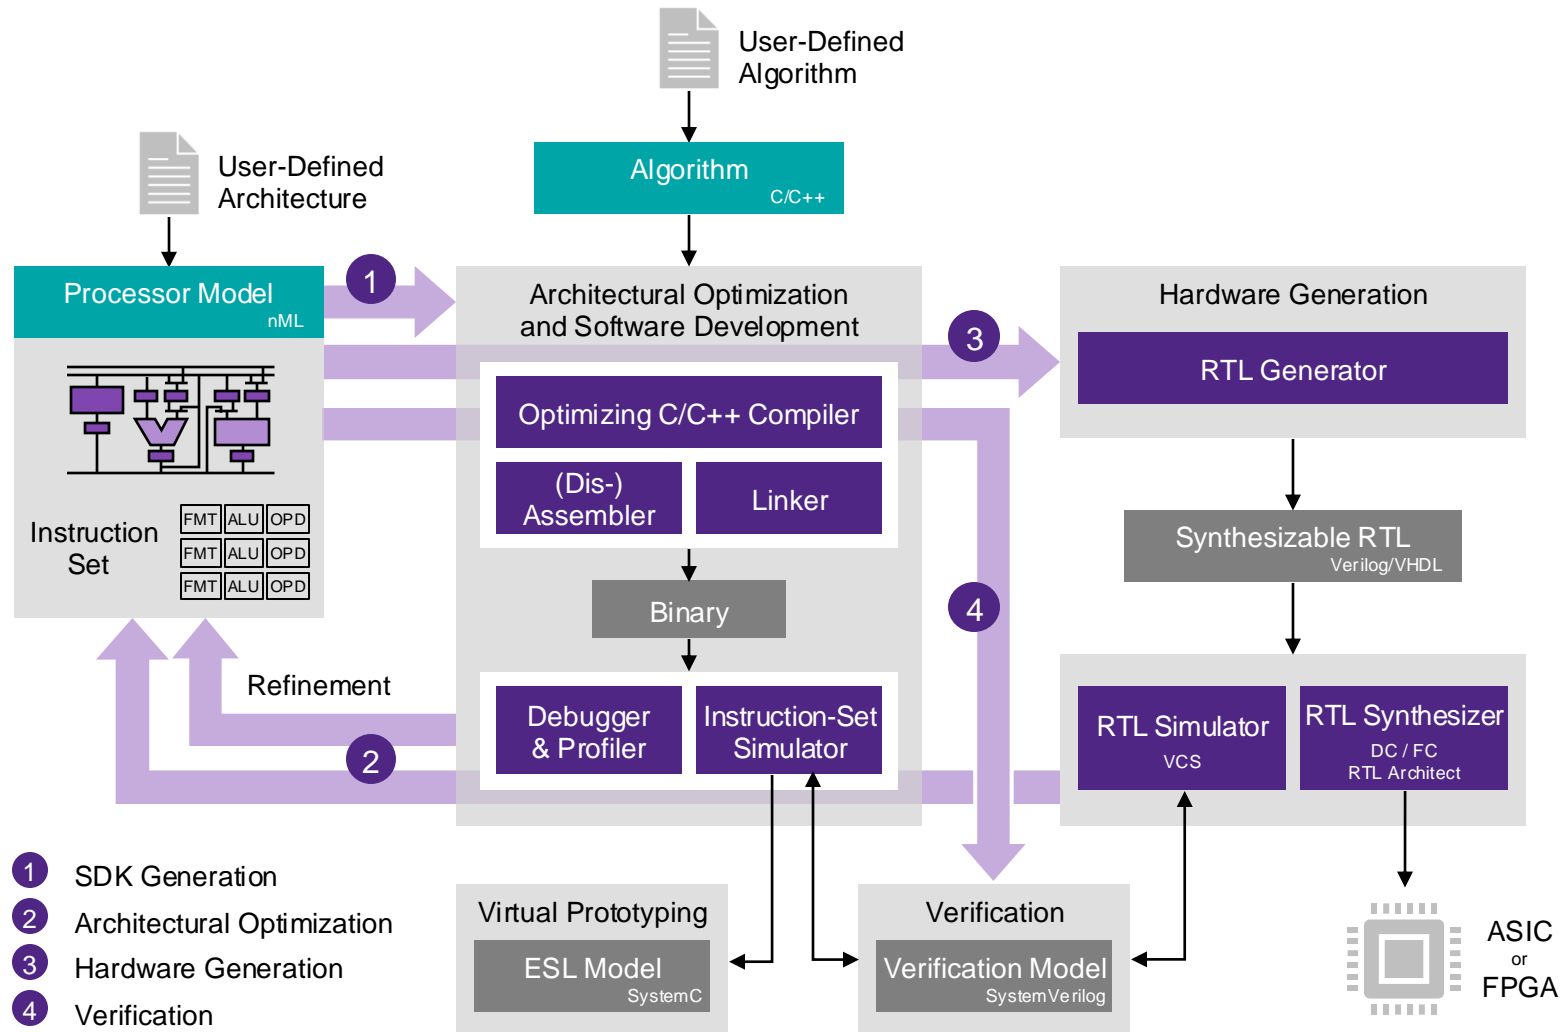 User-Defined
Algorithm
Algorithm
C/C++
User-Defined
Architecture
Processor Model
nML
1
Architectural Optimization
and Software Development
3
Hardware Generation
RTL Generator
Optimizing C/C++ Compiler
(Dis-)
Assembler
Linker
Instruction
Set
FMT ALU OPD
FMT ALU OPD
FMT ALU OPD
Synthesizable RTL
Verilog/VHDL
Binary
4
Refinement
2
Debugger
& Profiler
Instruction-Set
Simulator
RTL Simulator
VCS
RTL Synthesizer
DC / FC
RTL Architect
1 SDK Generation
2 Architectural Optimization
3 Hardware Generation
4 Verification
Virtual Prototyping
ESL Model
SystemC
Verification
Verification Model
SystemVerilog
ASIC
or
FPGA